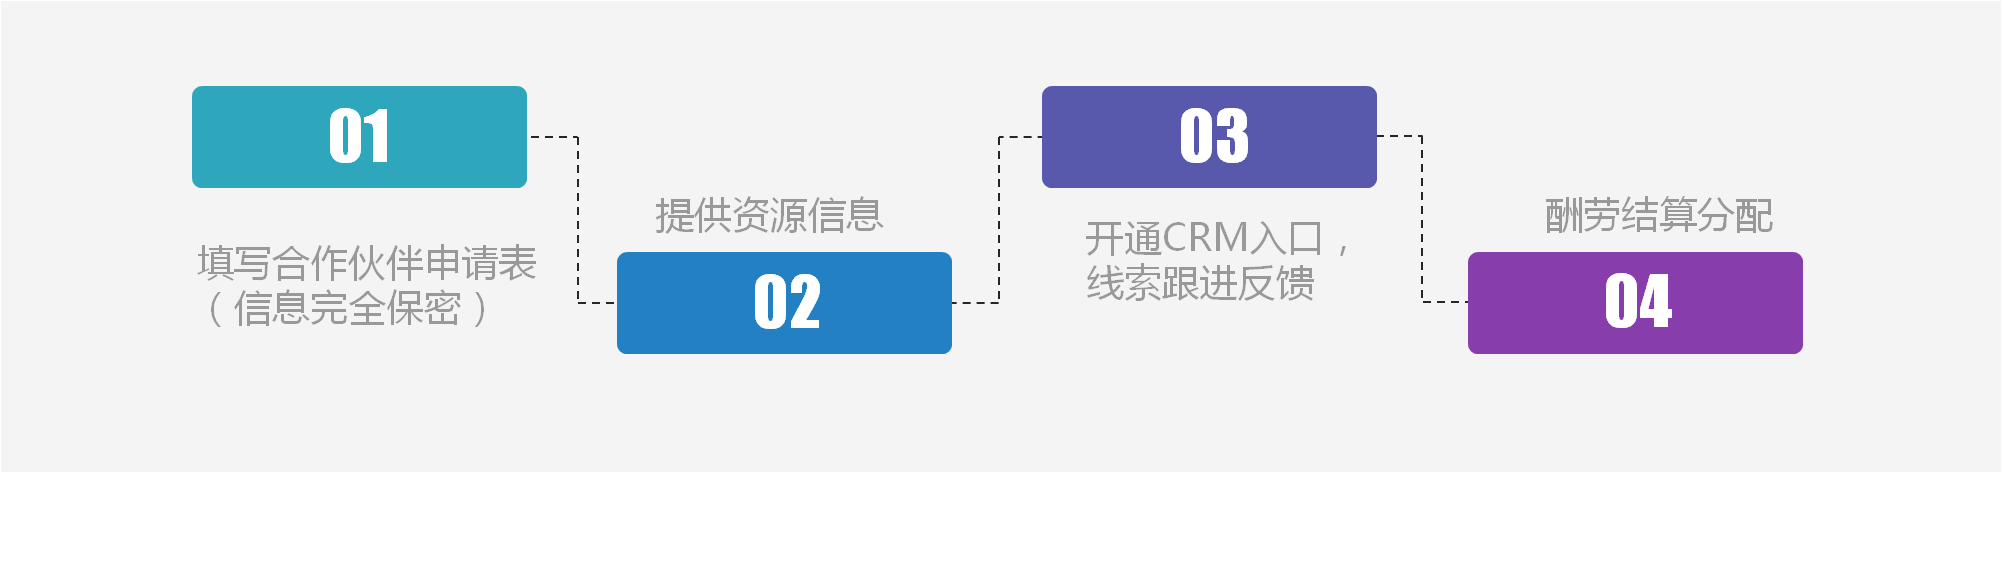 01
填写合作伙伴申请表
（信息完全保密）
提供资源信息
02
03
开通CRM入口，
线索跟进反馈
酬劳结算分配
04